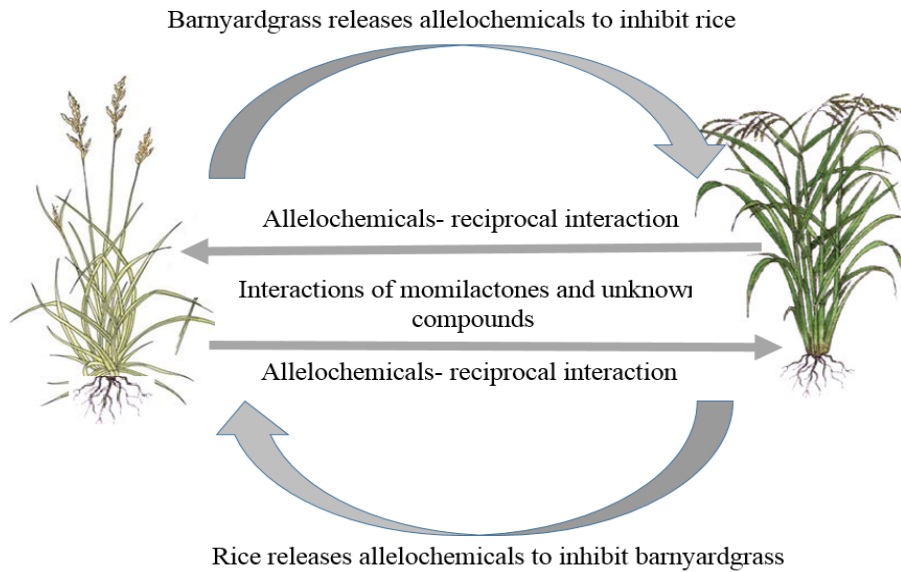 Barnyardgrass releases allelochemicals to inhibit rice
Allelochemicals- reciprocal interaction
Interactions of momilactones and unknown
compounds
Allelochemicals- reciprocal interaction
Rice releases allelochemicals to inhibit barnyardgrass